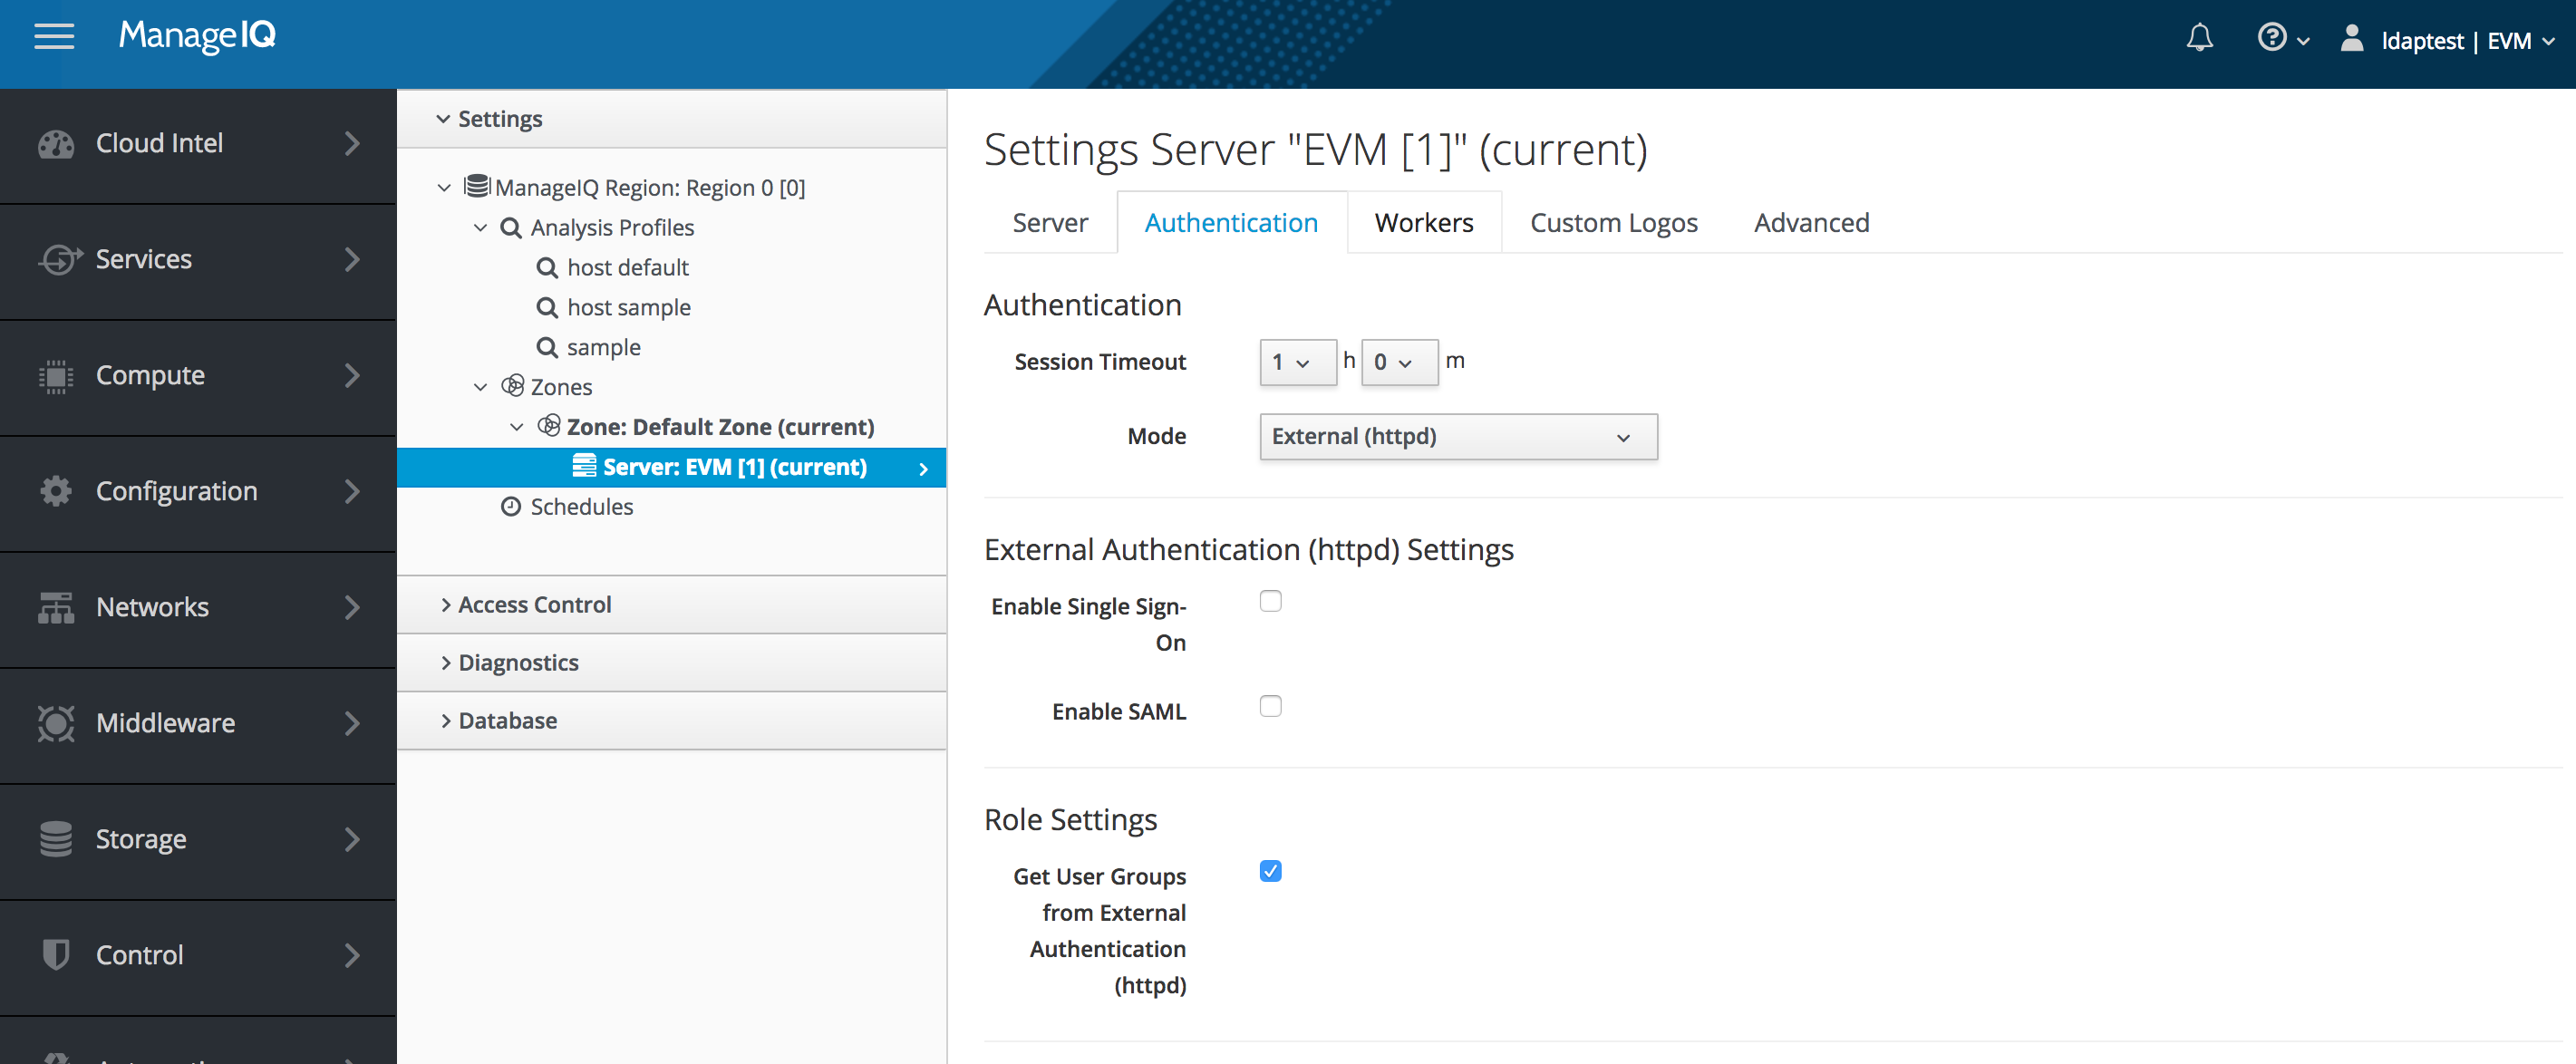 ManageIQ
ldaptest | EVM
Cloud Intel
Services
Compute
Configuration
Networks
Middleware
Storage
Control
Settings
ManageIQ Region: Region 0 [0]
Analysis Profiles
host default
host sample
sample
Zones
Zone: Default Zone (current)
Server: EVM [1] (current)
Schedules
Access Control
Diagnostics
Database
Settings Server "EVM [1]" (current)
Server Authentication Workers Custom Logos Advanced
Authentication
Session Timeout 1 h 0 m
Mode External (httpd)
External Authentication (httpd) Settings
Enable Single Sign-
On
Enable SAML
Role Settings
Get User Groups
from External
Authentication
(httpd)